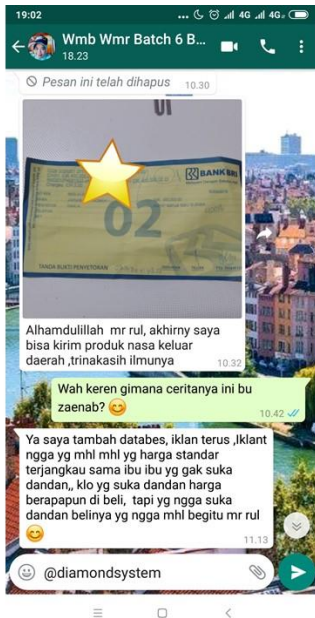 19:02
4G 4G
Wmb Wmr Batch 6 B...
18.23
Pesan ini telah dihapus 10.30
BANK BRI
02
TANDA BUKTI PENYETORAN
Alhamdulillah mr rul, akhirny saya
bisa kirim produk nasa keluar
daerah ,trinakasih ilmunya 10.32
Wah keren gimana ceritanya ini bu
zaenab? 10.42
Ya saya tambah databes, iklan terus ,Iklant
ngga yg mhl mhl yg harga standar
terjangkau sama ibu ibu yg gak suka
dandan,, klo yg suka dandan harga
berapapun di beli, tapi yg ngga suka
dandan belinya yg ngga mhl begitu mr rul
11.13
@diamondsystem